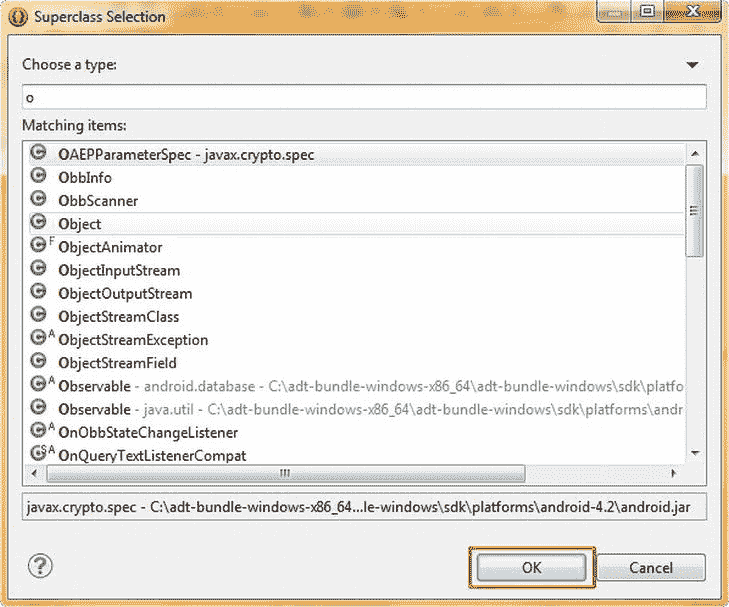 Superclass Selection
Choose a type:
o
Matching items:
OAEPParameterSpec - javax.crypto.spec
ObbInfo
ObbScanner
Object
F ObjectAnimator
ObjectInputStream
ObjectOutputStream
ObjectStreamClass
A ObjectStreamException
ObjectStreamField
A Observable - android.database - C:\adt-bundle-windows-x86_64\adt-bundle-windows\sdk\platfo
Observable - java.util - C:\adt-bundle-windows-x86_64\adt-bundle-windows\sdk\platforms\andr
A OnObbStateChangeListener
S A OnQueryTextListenerCompat
javax.crypto.spec - C:\adt-bundle-windows-x86_64...le-windows\sdk\platforms\android-4.2\android.jar
? OK Cancel